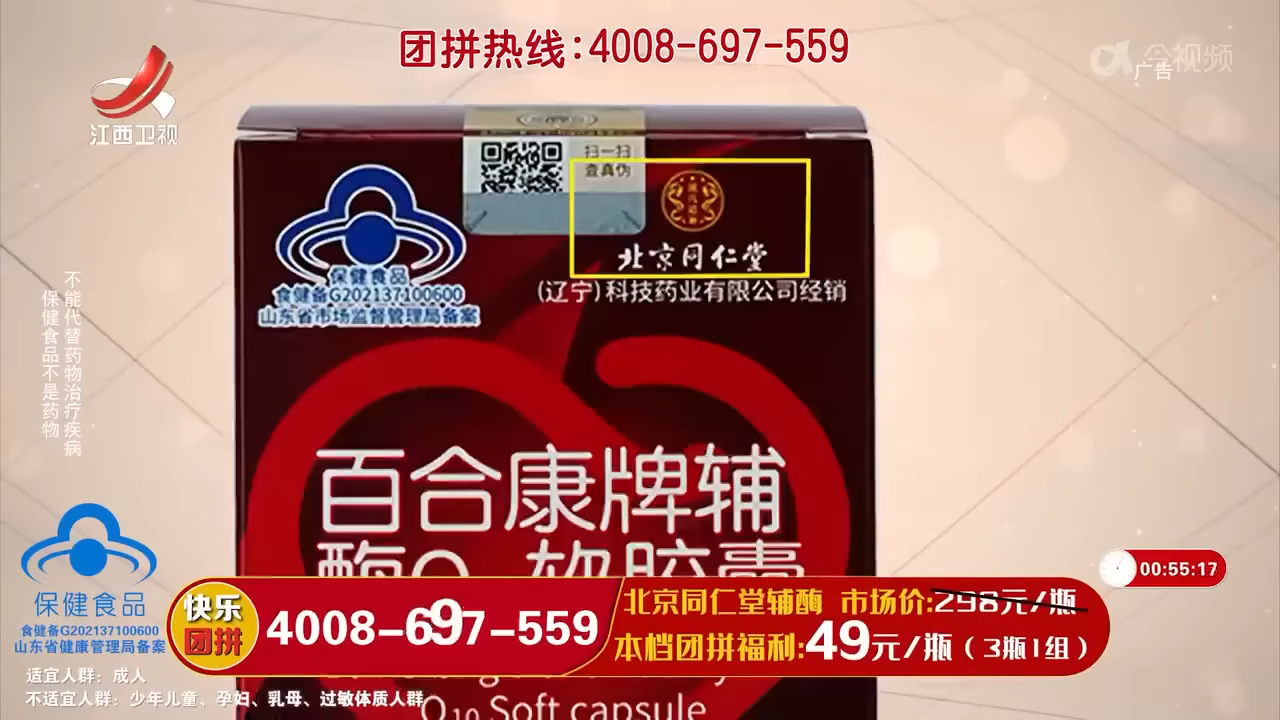 团拼热线:4008-697-559
江西卫视
今视频
广告
扫一扫
查真伪
北京同仁堂
(辽宁)科技药业有限公司经销
保健食品
食健备G202137100600
山东省市场监督管理局备案
不能代替药物治疗疾病
保健食品不是药物
百合康牌辅
酶Q 软胶囊
Q10 Soft capsule
00:55:17
保健食品
食健备G202137100600
山东省健康管理局备案
快乐
团拼
4008-697-559
北京同仁堂辅酶 市场价:298元/瓶
本档团拼福利:49元/瓶(3瓶1组)
适宜人群：成人
不适宜人群：少年儿童、孕妇、乳母、过敏体质人群